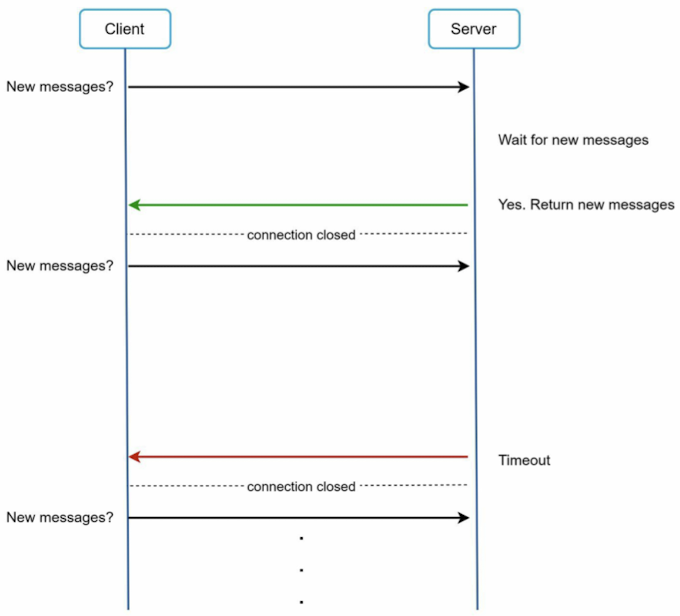 Client
Server
New messages?
Wait for new messages
Yes. Return new messages
connection closed
New messages?
Timeout
connection closed
New messages?